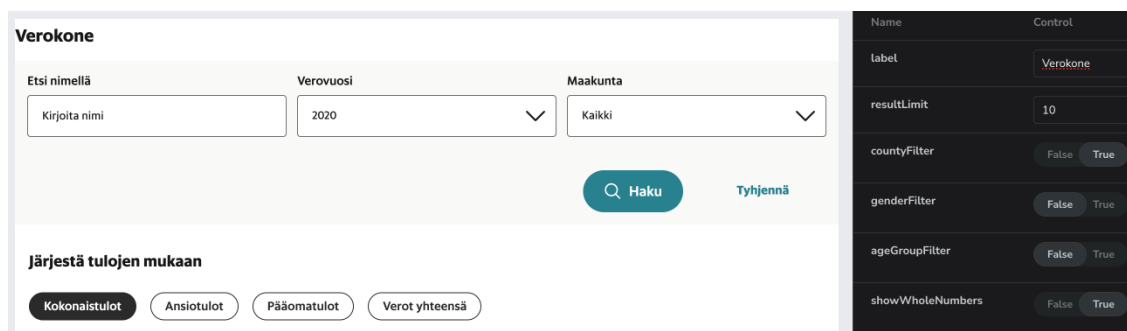 Verokone
Etsi nimellä
Verovuosi
Maakunta
Kirjoita nimi
2020
Kaikki
Haku
Tyhjennä
Järjestä tulojen mukaan
Kokonaistulot
Ansiotulot
Pääomatulot
Verot yhteensä
Name Control
label Verokone
resultLimit 10
countyFilter False True
genderFilter False True
ageGroupFilter False True
showWholeNumbers False True